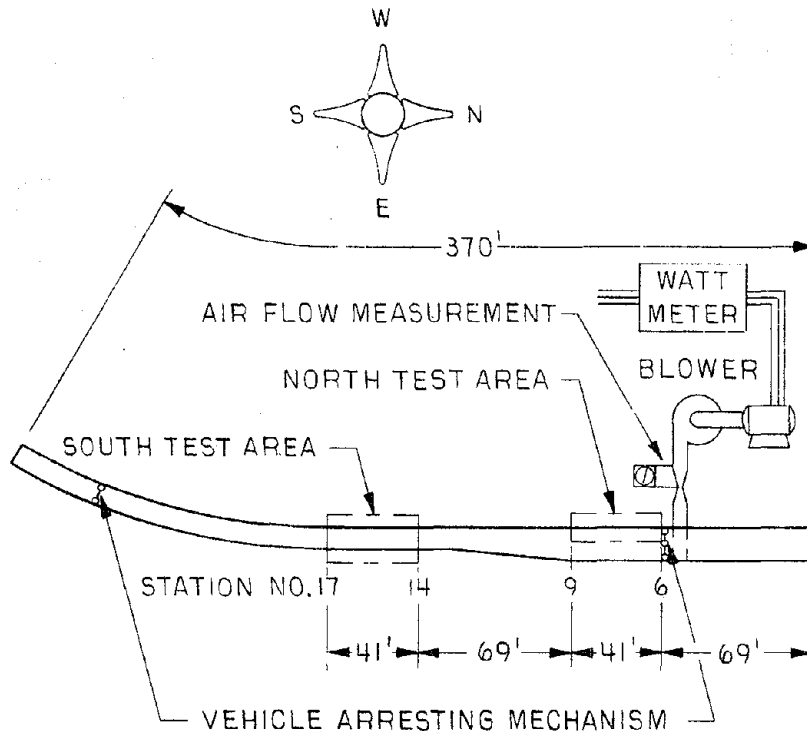 W
S
N
E
370'
WATT
METER
AIR FLOW MEASUREMENT
BLOWER
NORTH TEST AREA
SOUTH TEST AREA
STATION NO. 17
14
9
6
41'
69'
41'
69'
VEHICLE ARRESTING MECHANISM